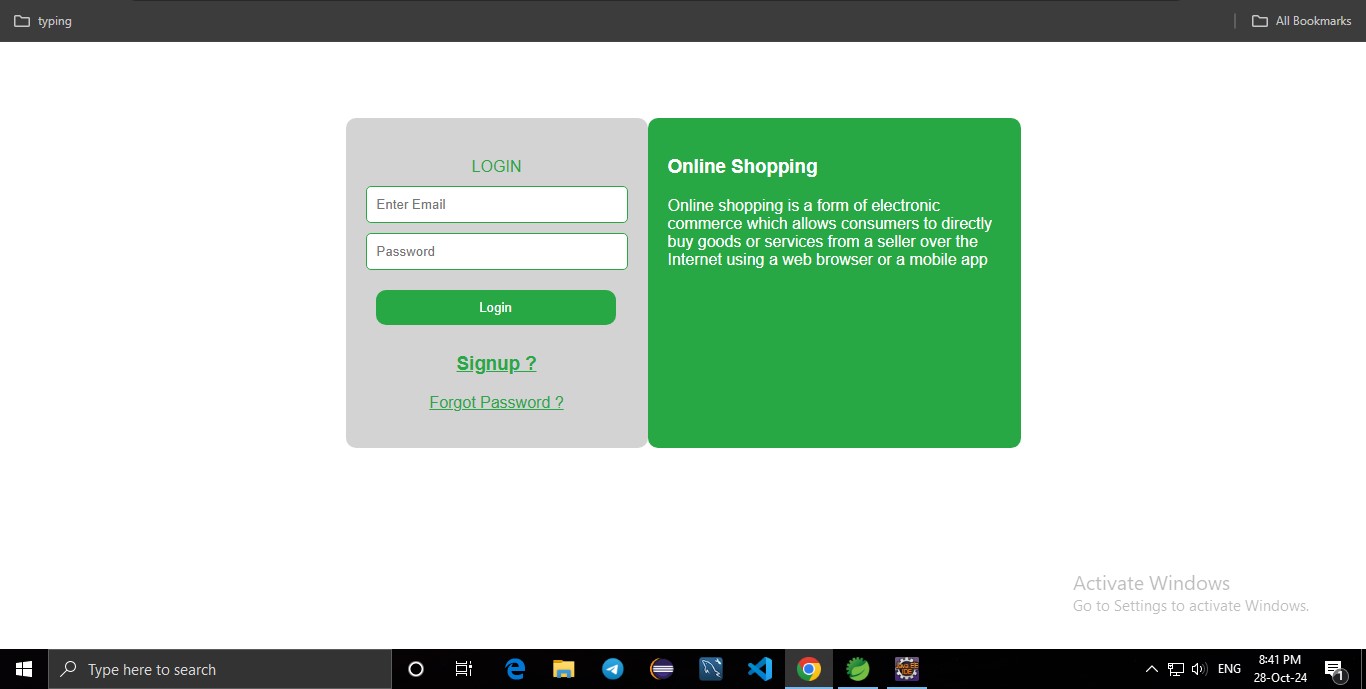 typing
All Bookmarks
LOGIN
Enter Email
Password
Login
Signup ?
Forgot Password ?
Online Shopping
Online shopping is a form of electronic
commerce which allows consumers to directly
buy goods or services from a seller over the
Internet using a web browser or a mobile app
Activate Windows
Go to Settings to activate Windows.
Type here to search
ENG
8:41 PM
28-Oct-24
1